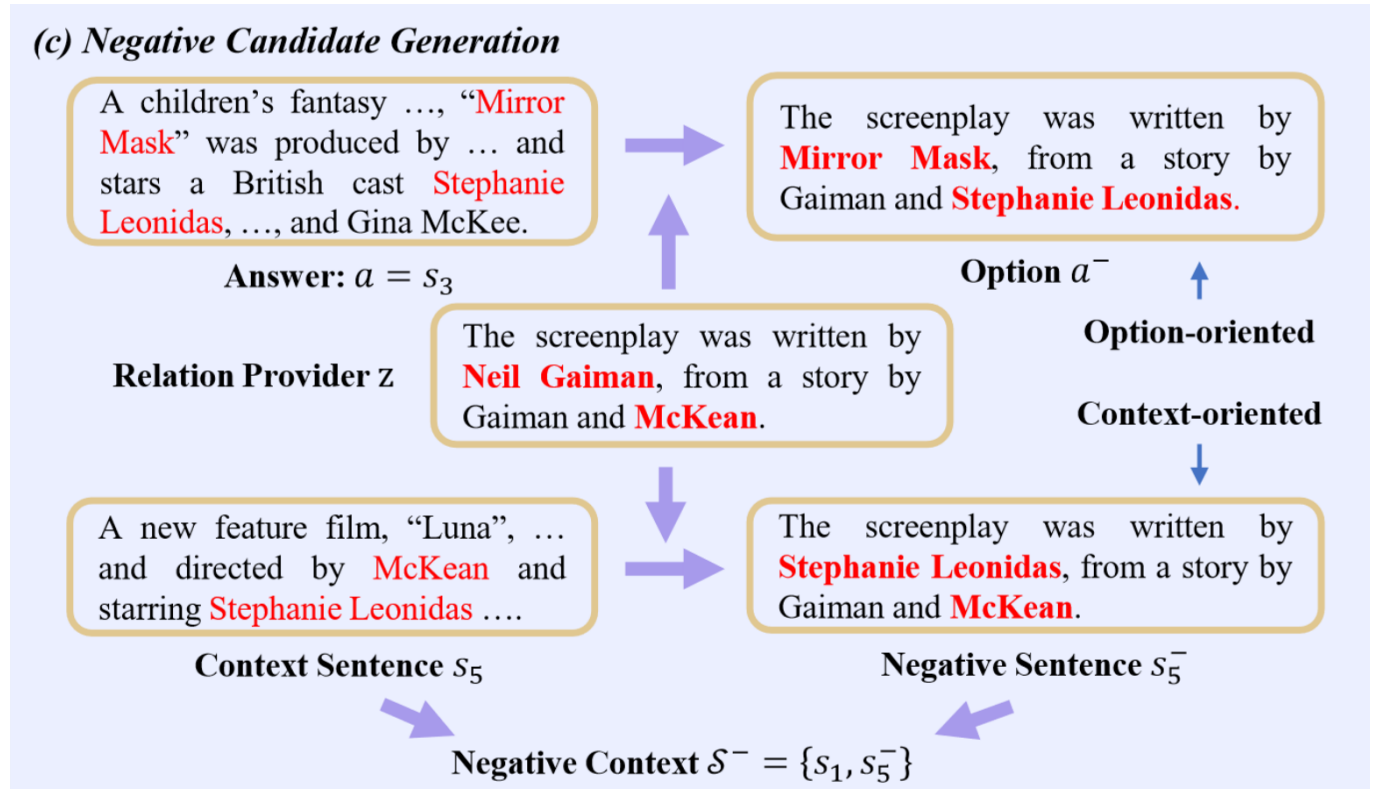 (c) Negative Candidate Generation
A children's fantasy …, “Mirror
Mask” was produced by … and
stars a British cast Stephanie
Leonidas, …, and Gina McKee.
Answer: a = s₃
The screenplay was written by
Mirror Mask, from a story by
Gaiman and Stephanie Leonidas.
Option a⁻
Option-oriented
Relation Provider z
The screenplay was written by
Neil Gaiman, from a story by
Gaiman and McKean.
Context-oriented
A new feature film, “Luna”, …
and directed by McKean and
starring Stephanie Leonidas ….
Context Sentence s₅
The screenplay was written by
Stephanie Leonidas, from a story by
Gaiman and McKean.
Negative Sentence s₅⁻
Negative Context 𝒮⁻ = {s₁, s₅⁻}